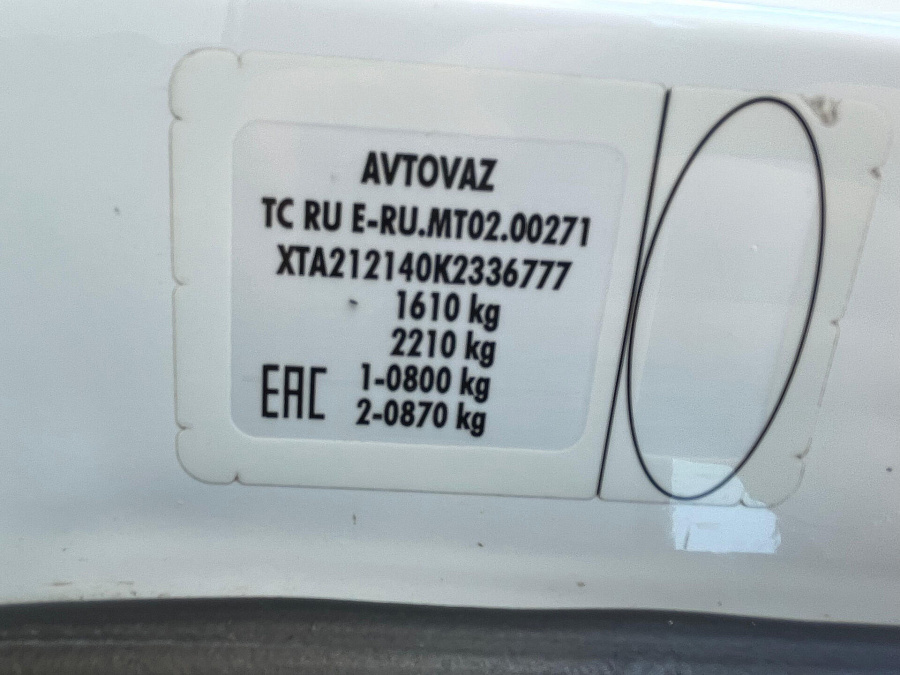 AVTOVAZ
TC RU E-RU.MT02.00271
XTA212140K2336777
1610 kg
2210 kg
1-0800 kg
EAC
2-0870 kg